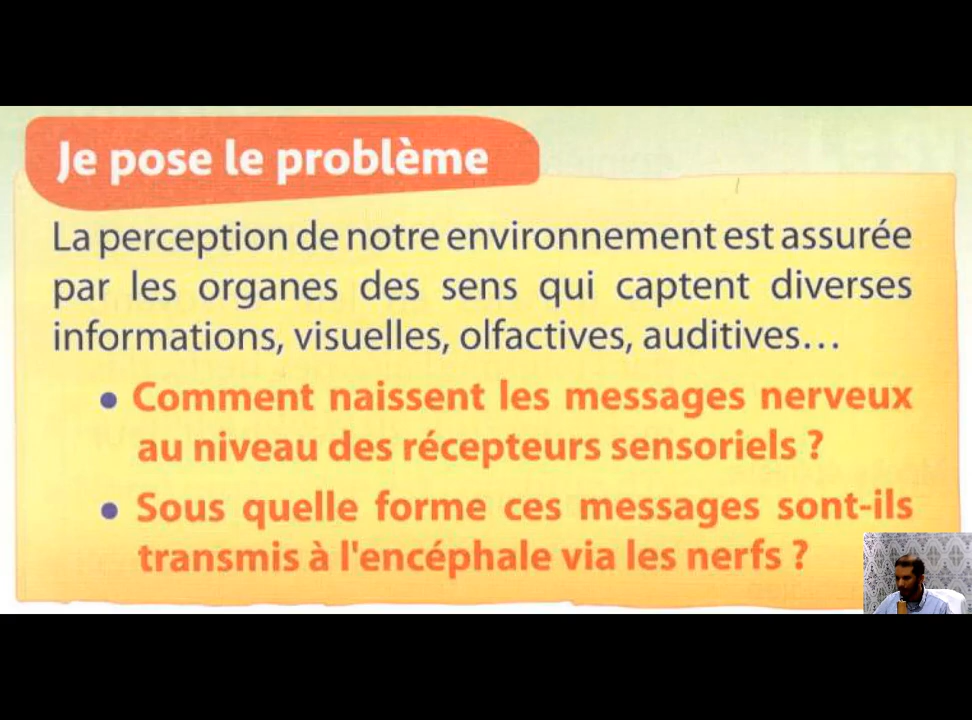 Je pose le problème
La perception de notre environnement est assurée
par les organes des sens qui captent diverses
informations, visuelles, olfactives, auditives...
• Comment naissent les messages nerveux
au niveau des récepteurs sensoriels ?
• Sous quelle forme ces messages sont-ils
transmis à l'encéphale via les nerfs ?